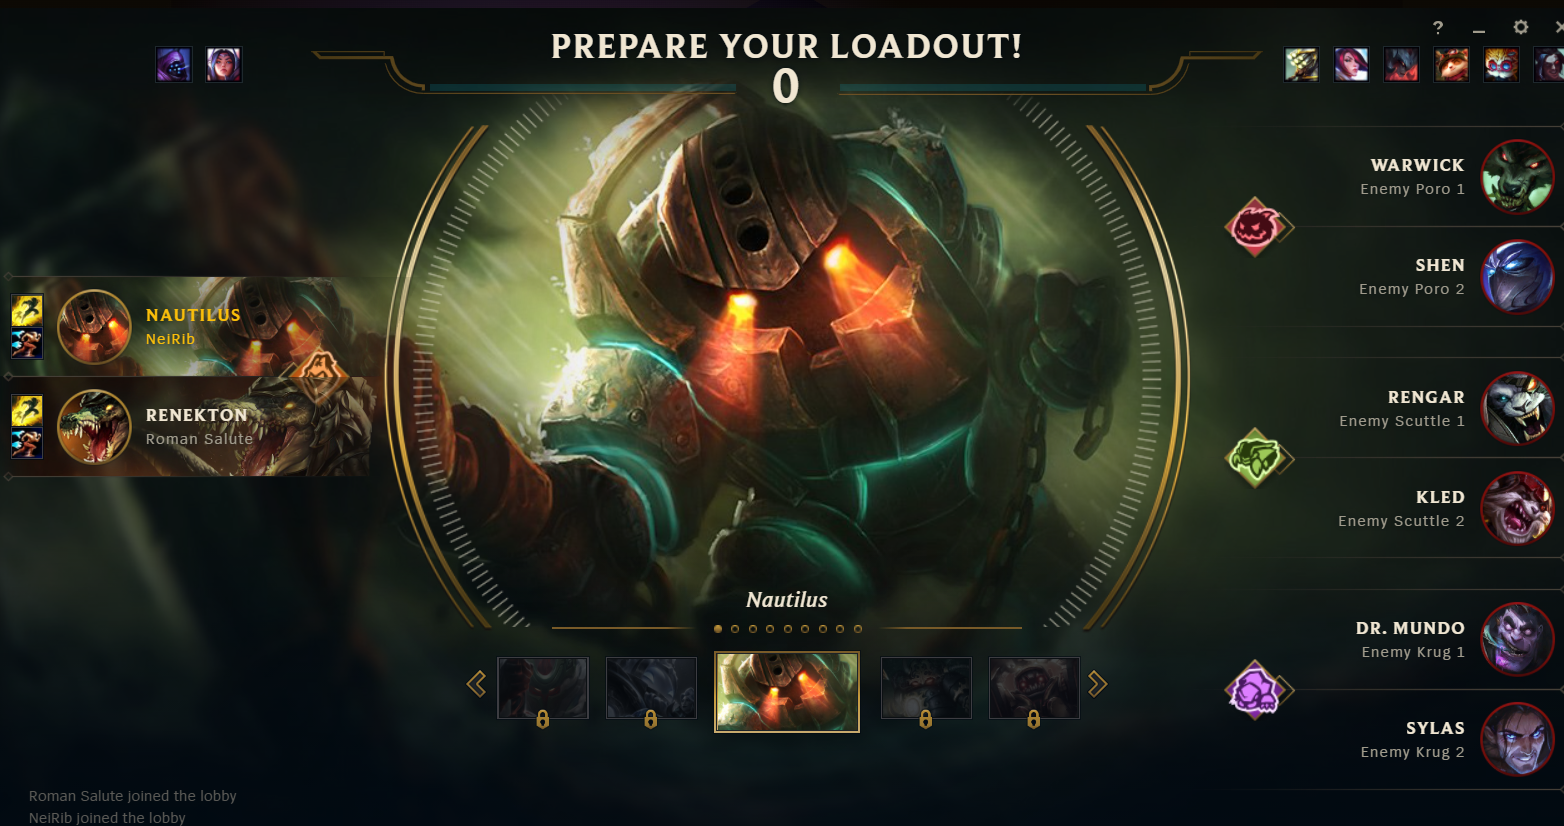 PREPARE YOUR LOADOUT!
0
?
NAUTILUS
NeiRib
RENEKTON
Roman Salute
WARWICK
Enemy Poro 1
SHEN
Enemy Poro 2
RENGAR
Enemy Scuttle 1
KLED
Enemy Scuttle 2
DR. MUNDO
Enemy Krug 1
SYLAS
Enemy Krug 2
Nautilus
Roman Salute joined the lobby
NeiRib joined the lobby